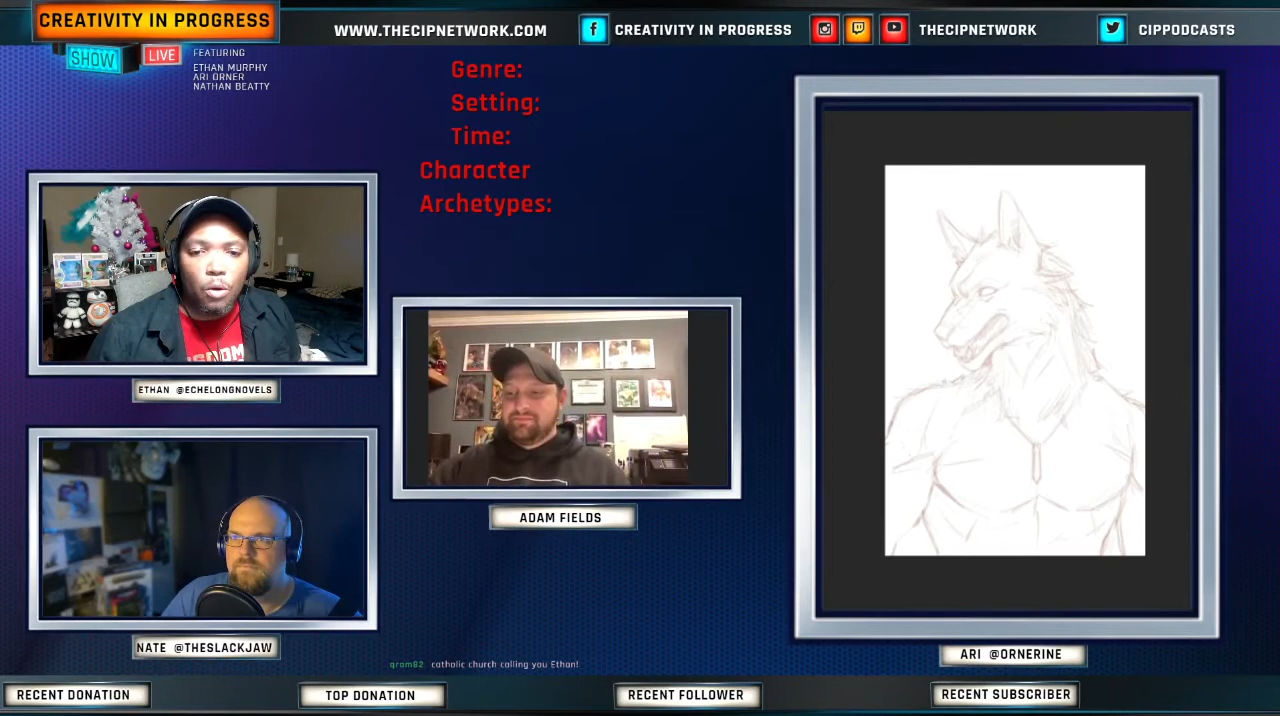 CREATIVITY IN PROGRESS
SHOW
LIVE
FEATURING
ETHAN MURPHY
ARI ORNER
NATHAN BEATTY
WWW.THECIPNETWORK.COM
CREATIVITY IN PROGRESS
THECIPNETWORK
CIPPODCASTS
Genre:
Setting:
Time:
Character
Archetypes:
ETHAN @ECHELONGNOVELS
ADAM FIELDS
NATE @THESLACKJAW
ARI @ORNERINE
qrom82: catholic church calling you Ethan!
RECENT DONATION
TOP DONATION
RECENT FOLLOWER
RECENT SUBSCRIBER